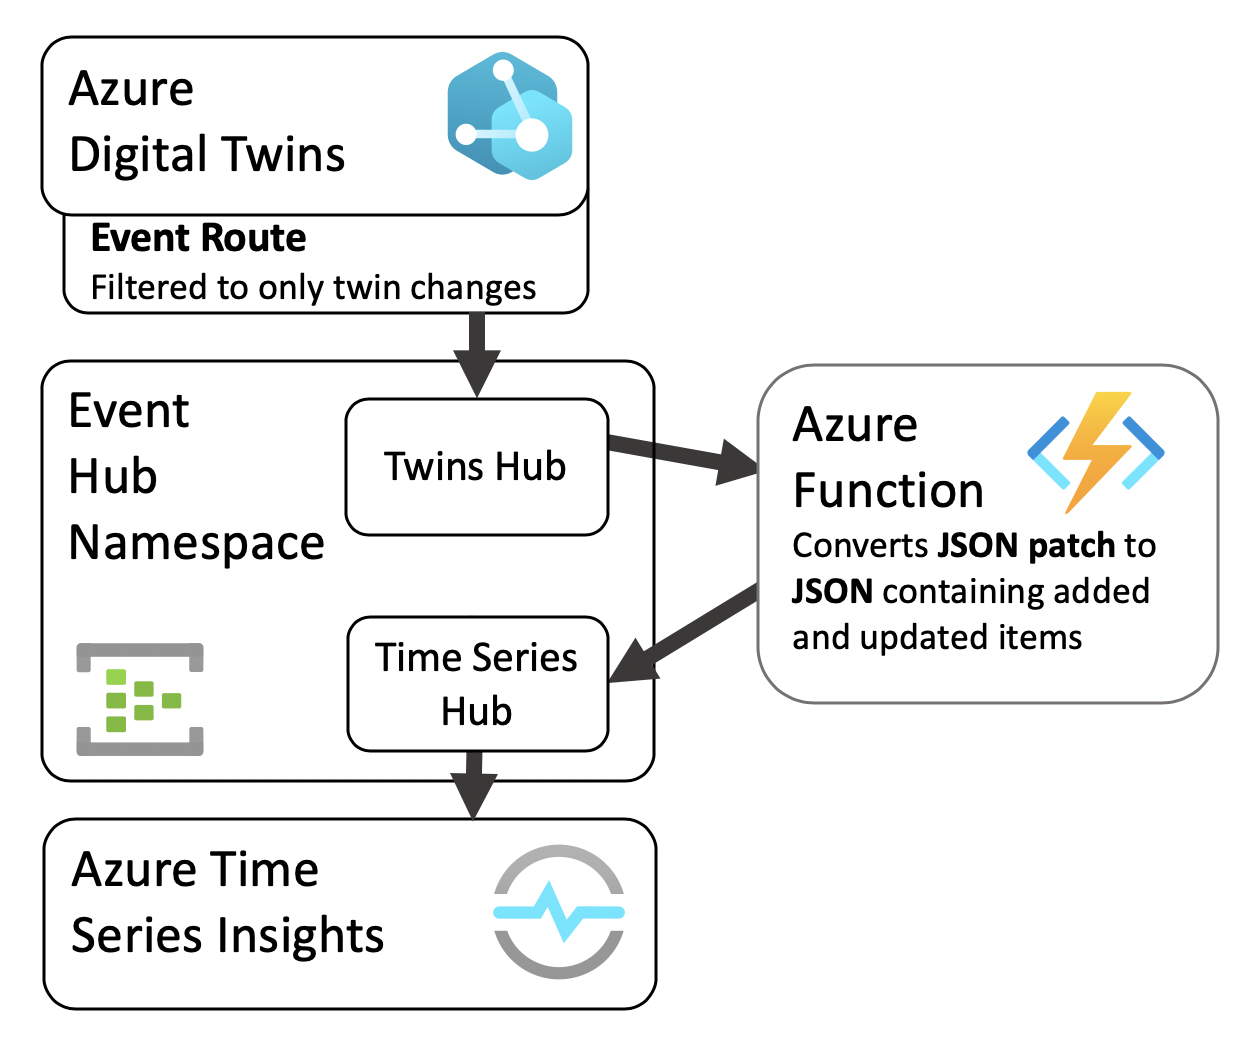 Azure
Digital Twins
Event Route
Filtered to only twin changes
Event
Hub
Namespace
Twins Hub
Azure
Function
Converts JSON patch to
JSON containing added
and updated items
Time Series
Hub
Azure Time
Series Insights